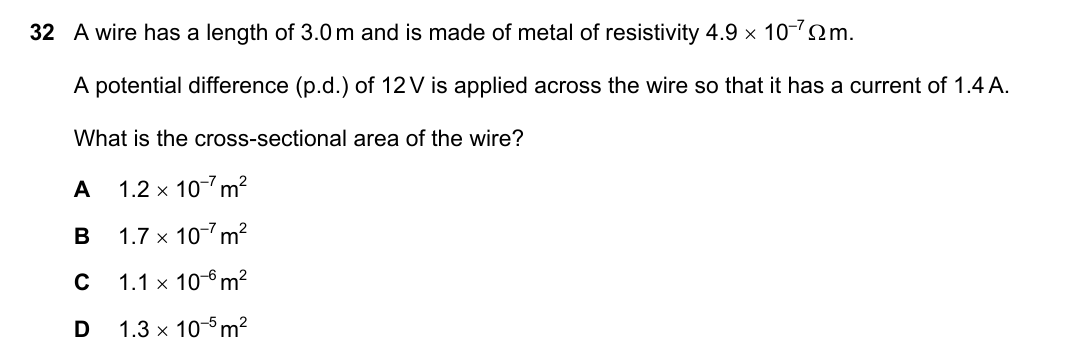 32 A wire has a length of 3.0 m and is made of metal of resistivity 4.9 × 10⁻⁷ Ω m.
A potential difference (p.d.) of 12 V is applied across the wire so that it has a current of 1.4 A.
What is the cross-sectional area of the wire?
A 1.2 × 10⁻⁷ m²
B 1.7 × 10⁻⁷ m²
C 1.1 × 10⁻⁶ m²
D 1.3 × 10⁻⁵ m²